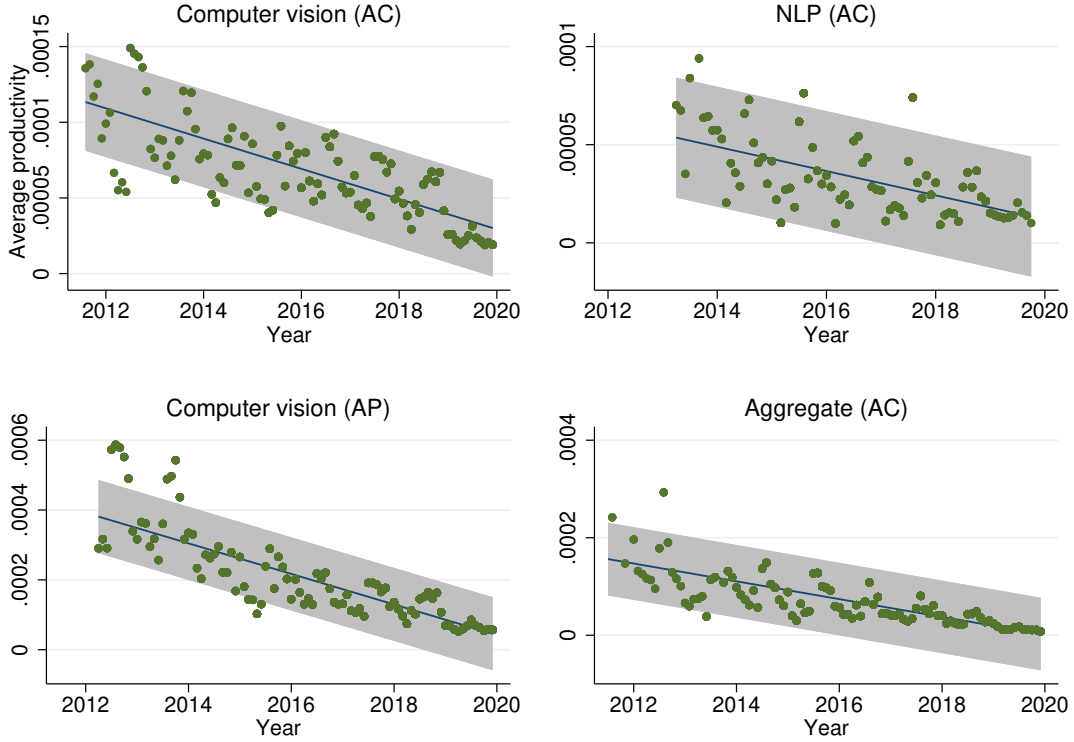 Computer vision (AC)
Average productivity
.00015
.0001
.00005
0
2012 2014 2016 2018 2020
Year
NLP (AC)
.0001
.00005
0
2012 2014 2016 2018 2020
Year
Computer vision (AP)
.0006
.0004
.0002
0
2012 2014 2016 2018 2020
Year
Aggregate (AC)
.0004
.0002
0
2012 2014 2016 2018 2020
Year